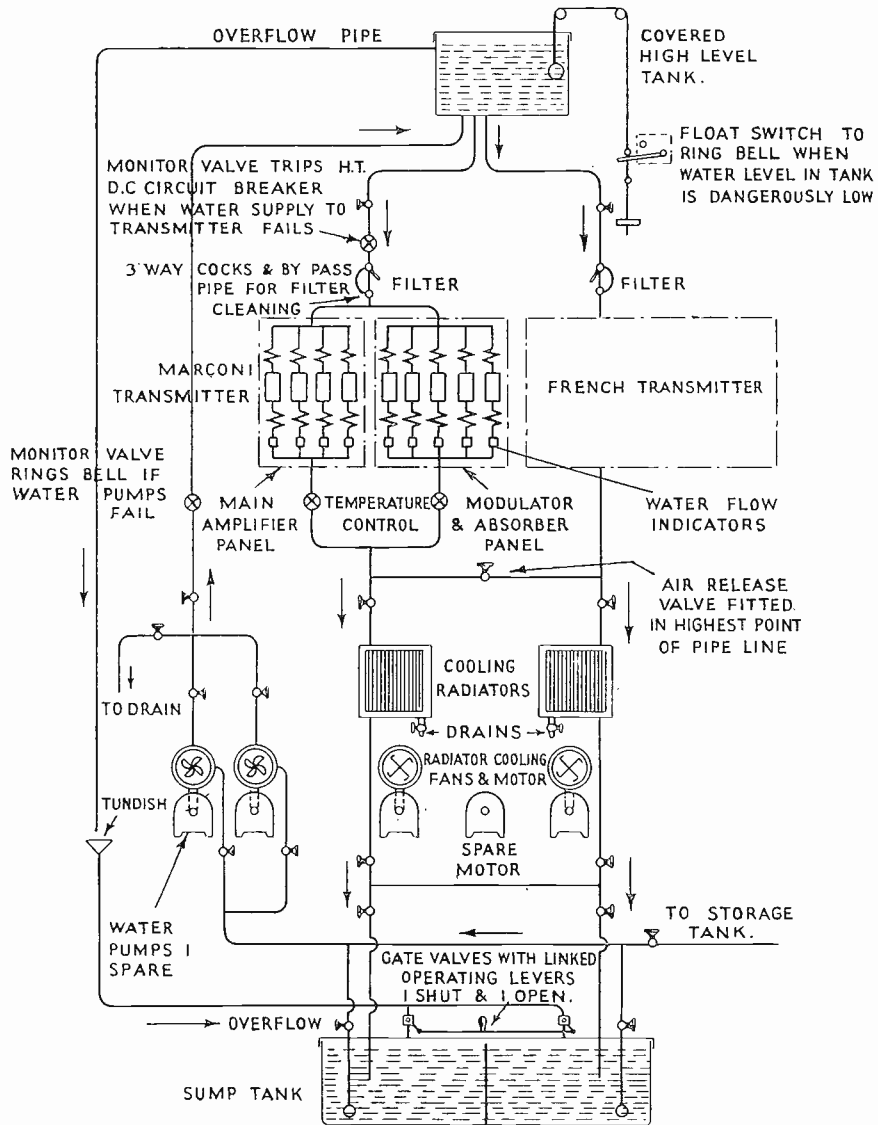 OVERFLOW PIPE
COVERED
HIGH LEVEL
TANK.
FLOAT SWITCH TO
RING BELL WHEN
WATER LEVEL IN TANK
IS DANGEROUSLY LOW
MONITOR VALVE TRIPS H.T.
D.C CIRCUIT BREAKER
WHEN WATER SUPPLY TO
TRANSMITTER FAILS
3 WAY COCKS & BY PASS
PIPE FOR FILTER
CLEANING
FILTER
FILTER
MARCONI
TRANSMITTER
FRENCH TRANSMITTER
MONITOR VALVE
RINGS BELL IF
WATER PUMPS
FAIL
MAIN
AMPLIFIER
PANEL
TEMPERATURE
CONTROL
MODULATOR
& ABSORBER
PANEL
WATER FLOW
INDICATORS
AIR RELEASE
VALVE FITTED
IN HIGHEST POINT
OF PIPE LINE
TO DRAIN
COOLING
RADIATORS
DRAINS
RADIATOR COOLING
FANS & MOTOR
TUNDISH
SPARE
MOTOR
WATER
PUMPS 1
SPARE
TO STORAGE
TANK.
GATE VALVES WITH LINKED
OPERATING LEVERS
1 SHUT & 1 OPEN.
OVERFLOW
SUMP TANK